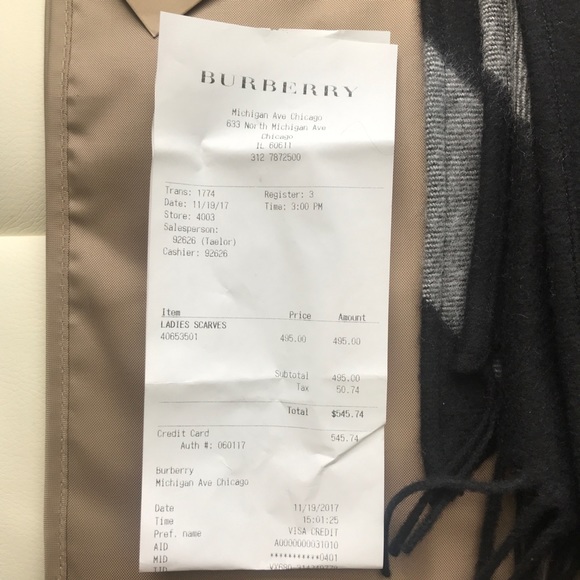 BURBERRY
Michigan Ave Chicago
633 North Michigan Ave
Chicago
IL 60611
312 7872500
Trans: 1774 Register: 3
Date: 11/19/17 Time: 3:00 PM
Store: 4003
Salesperson:
92626 (Taelor)
Cashier: 92626
Item Price Amount
LADIES SCARVES
40653501 495.00 495.00
Subtotal 495.00
Tax 50.74
Total $545.74
Credit Card 545.74
Auth #: 060117
Burberry
Michigan Ave Chicago
Date 11/19/2017
Time 15:01:25
Pref. name VISA CREDIT
AID A0000000031010
MID ***********0401
TID